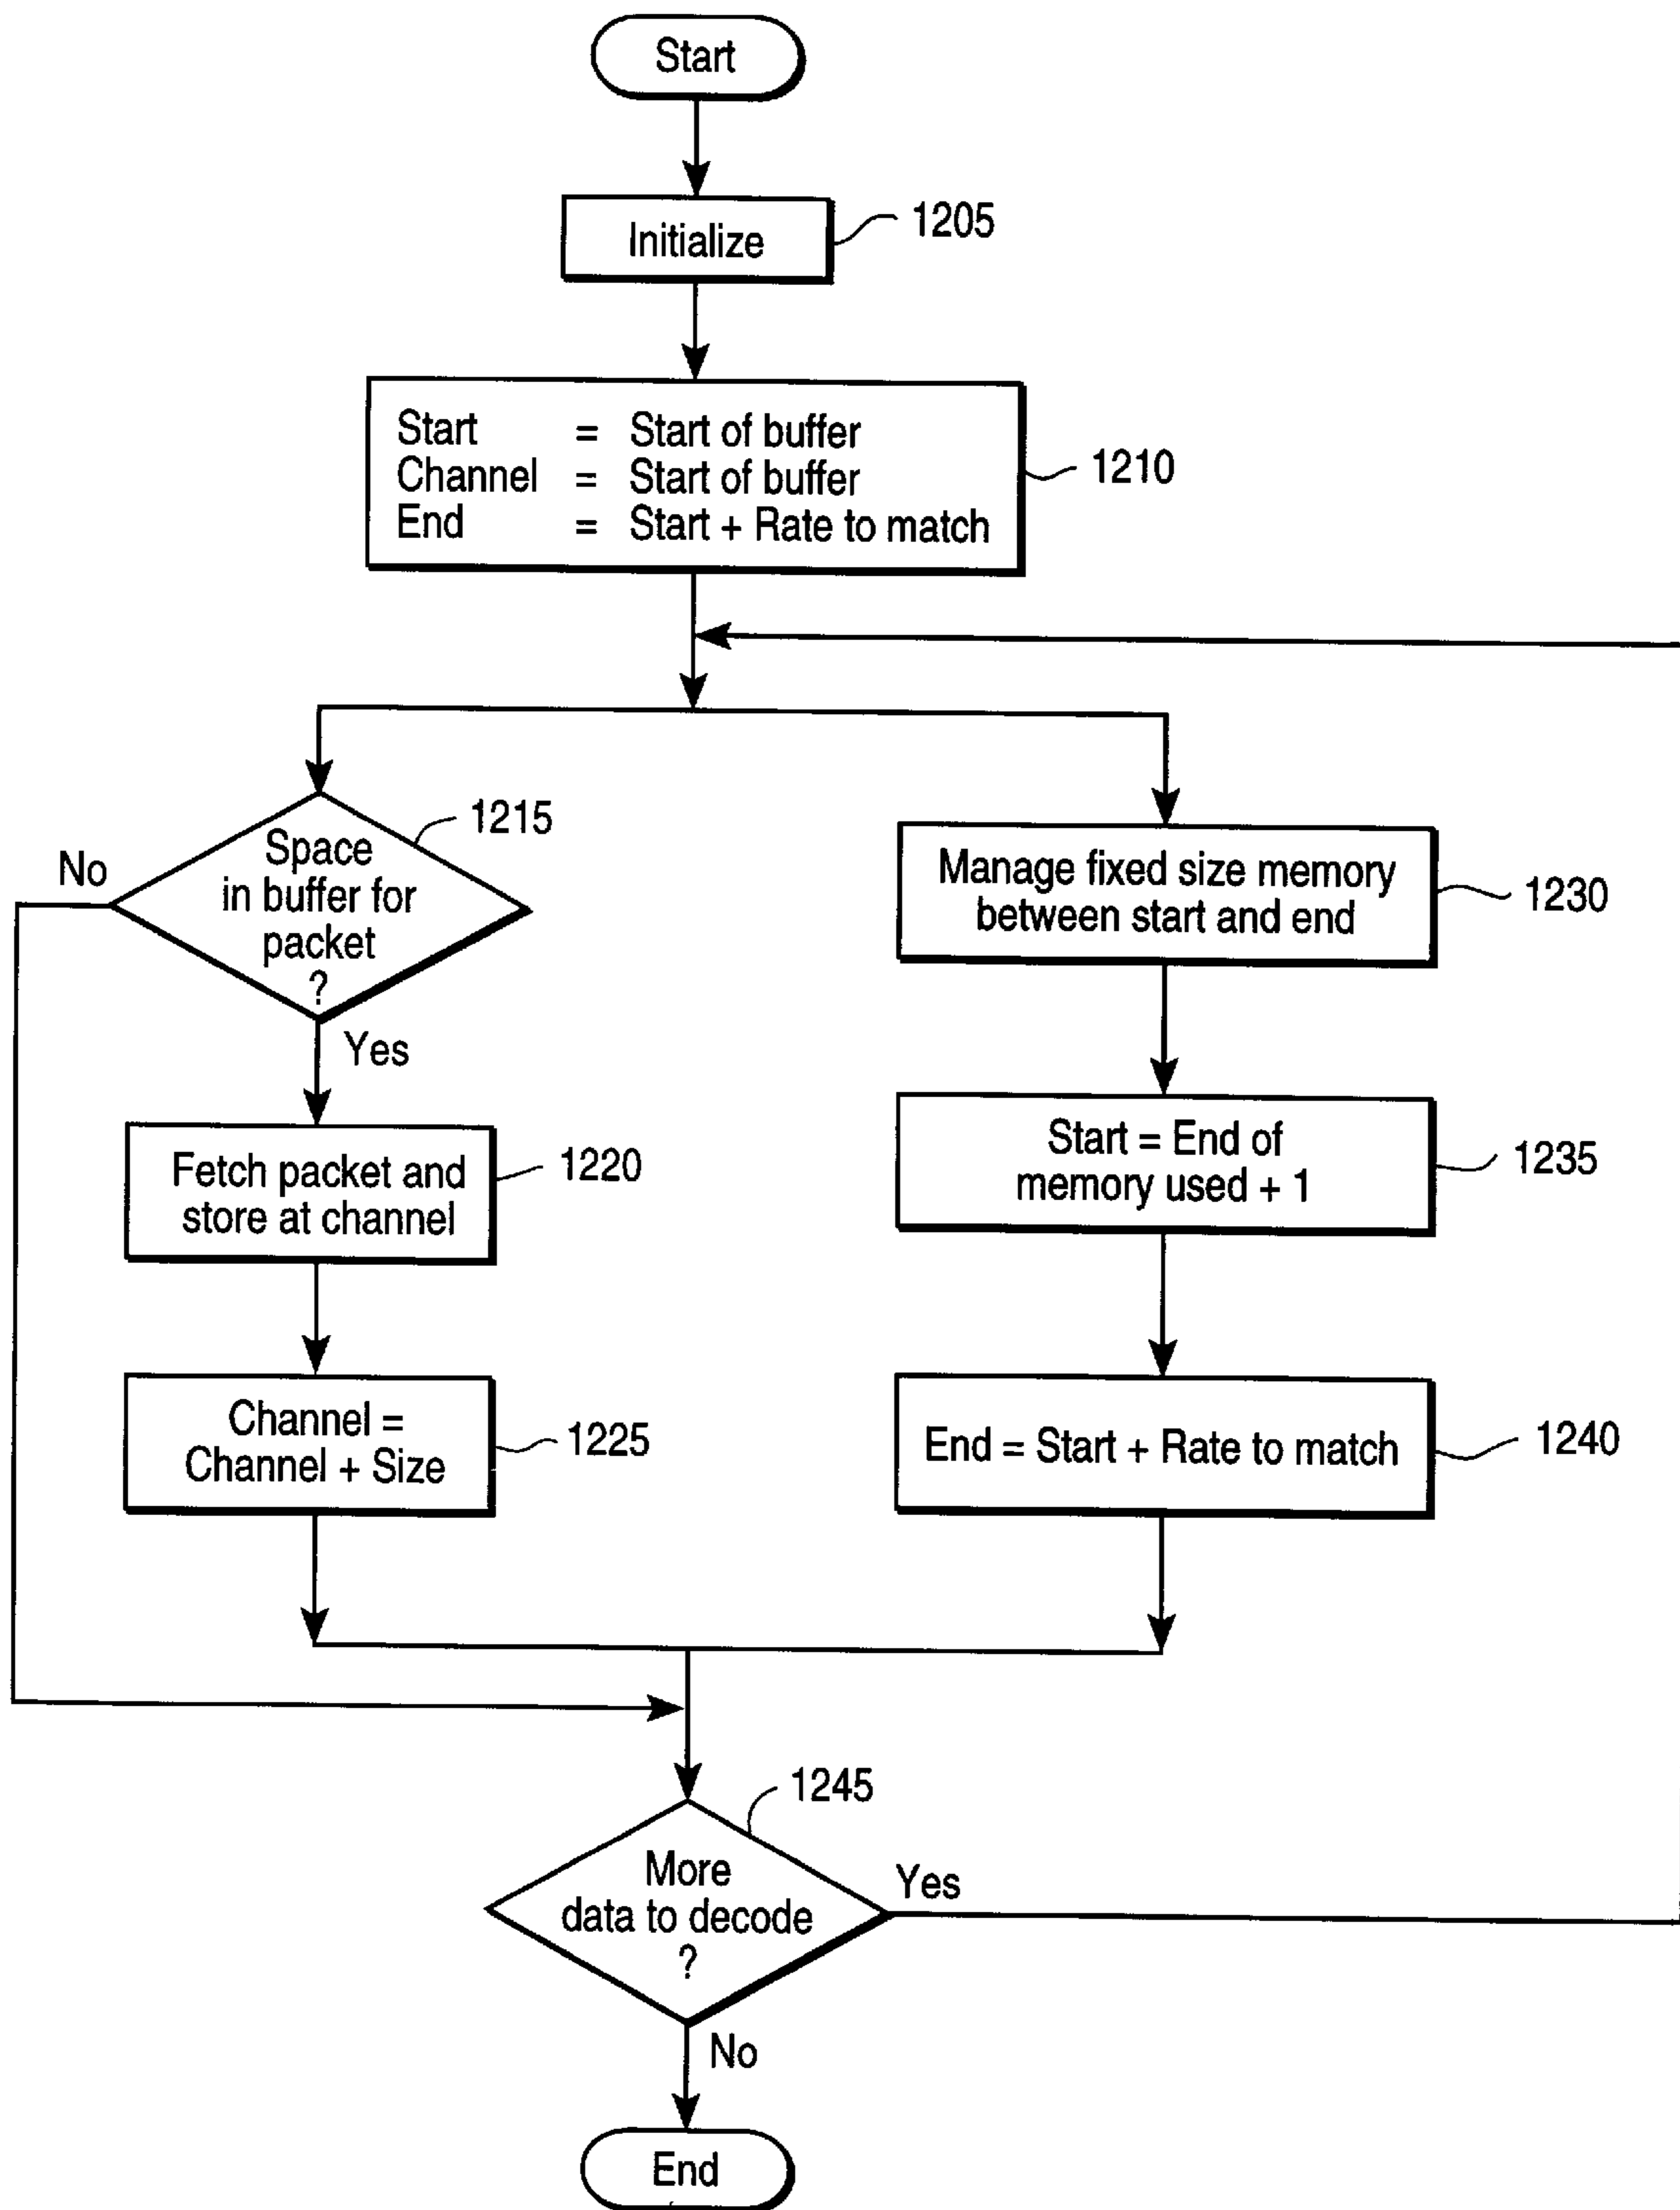 Start
Initialize
1205
Start = Start of buffer
Channel = Start of buffer
End = Start + Rate to match
1210
Space
in buffer for
packet
?
1215
No
Yes
Manage fixed size memory
between start and end
1230
Fetch packet and
store at channel
1220
Start = End of
memory used + 1
1235
Channel =
Channel + Size
1225
End = Start + Rate to match
1240
More
data to decode
?
1245
Yes
No
End